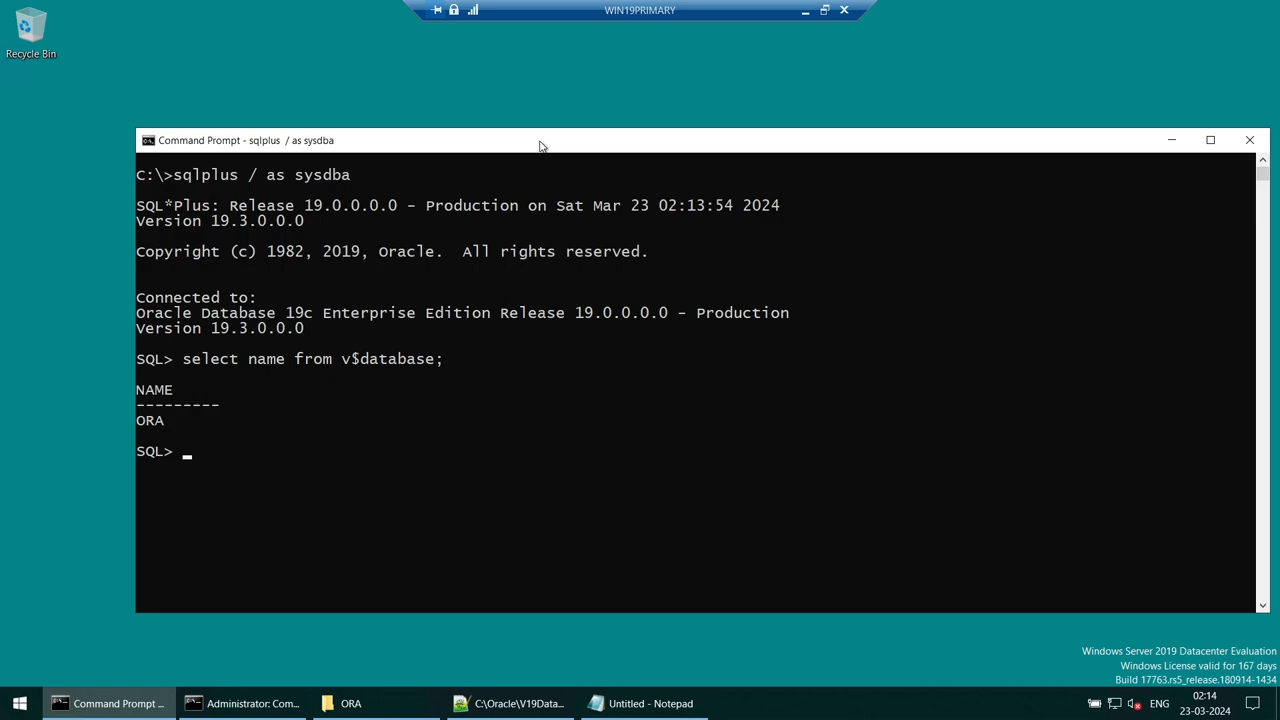 WIN19PRIMARY
Recycle Bin
Command Prompt - sqlplus  / as sysdba
C:\>sqlplus / as sysdba
SQL*Plus: Release 19.0.0.0.0 - Production on Sat Mar 23 02:13:54 2024
Version 19.3.0.0.0
Copyright (c) 1982, 2019, Oracle.  All rights reserved.
Connected to:
Oracle Database 19c Enterprise Edition Release 19.0.0.0.0 - Production
Version 19.3.0.0.0
SQL> select name from v$database;
NAME
---------
ORA
SQL>
Windows Server 2019 Datacenter Evaluation
Windows License valid for 167 days
Build 17763.rs5_release.180914-1434
Command Prompt ...
Administrator: Com...
ORA
C:\Oracle\V19Data...
Untitled - Notepad
ENG
02:14
23-03-2024